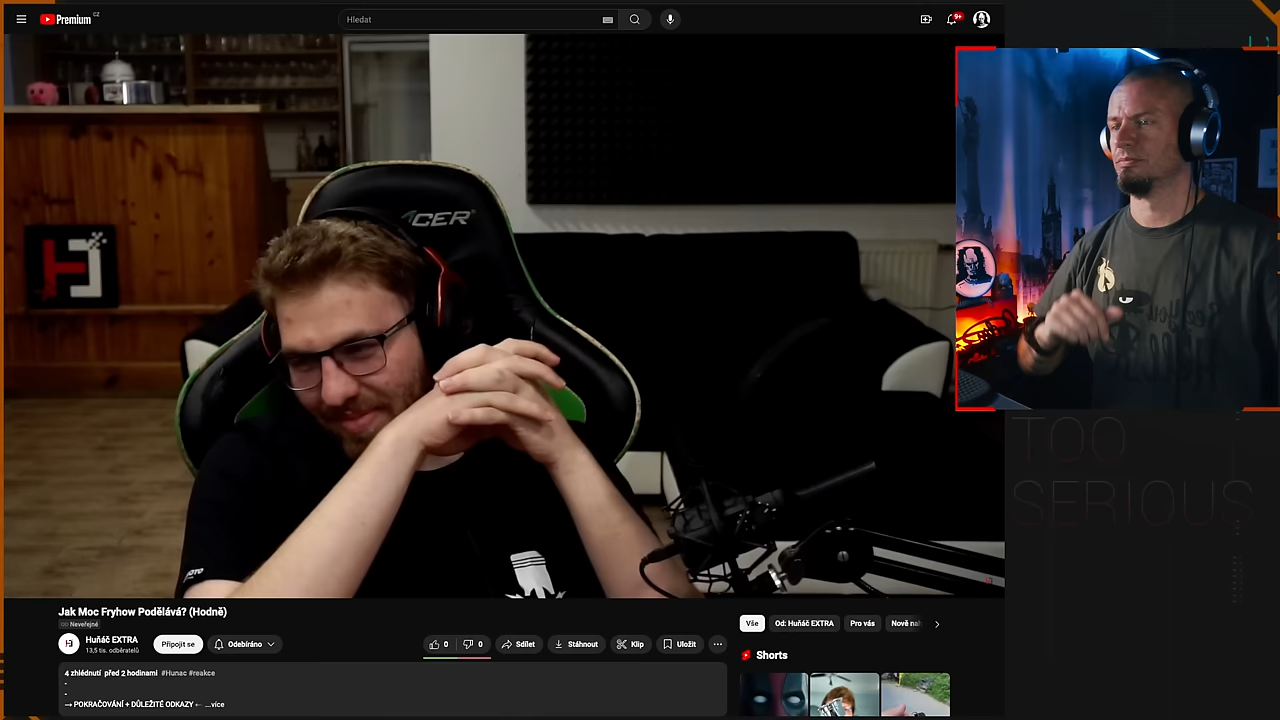 Premium CZ
Hledat
9+
ACER
HJ
TOO
SERIOUS
Jak Moc Fryhow Podělává? (Hodně)
Neveřejné
Huňáč EXTRA
13,5 tis. odběratelů
Připojit se
Odebíráno
0
0
Sdílet
Stáhnout
Klip
Uložit
4 zhlédnutí před 2 hodinami #Hunac #reakce
-
-
→ POKRAČOVÁNÍ + DŮLEŽITÉ ODKAZY ← ...více
Vše
Od: Huňáč EXTRA
Pro vás
Nově na
Shorts